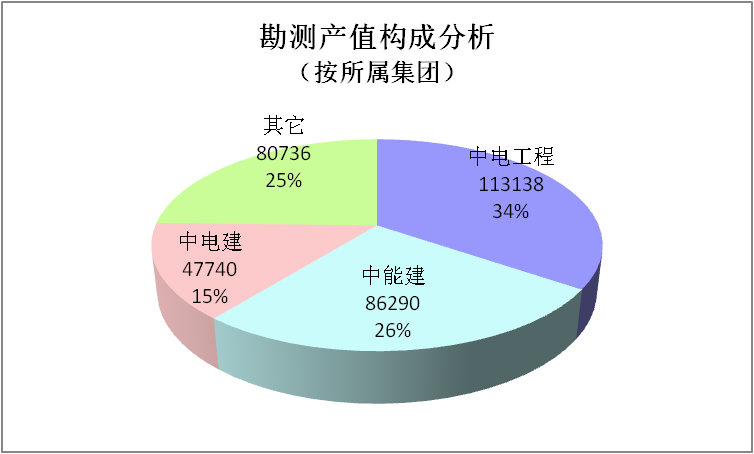 勘测产值构成分析
（按所属集团）
其它
80736
25%
中电工程
113138
34%
中电建
47740
15%
中能建
86290
26%